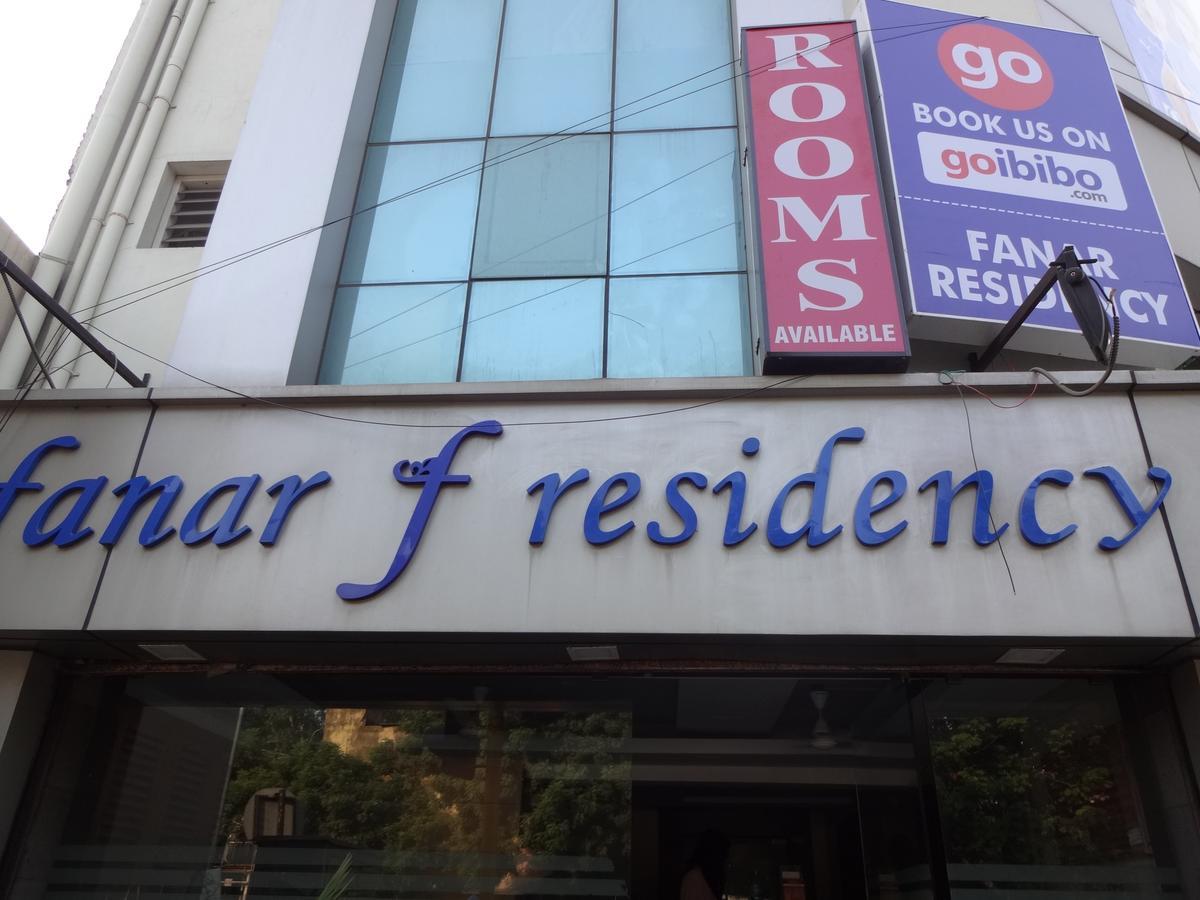 ROOMS
AVAILABLE
go
BOOK US ON
goibibo
.com
FANAR
RESIDENCY
fanar f residency